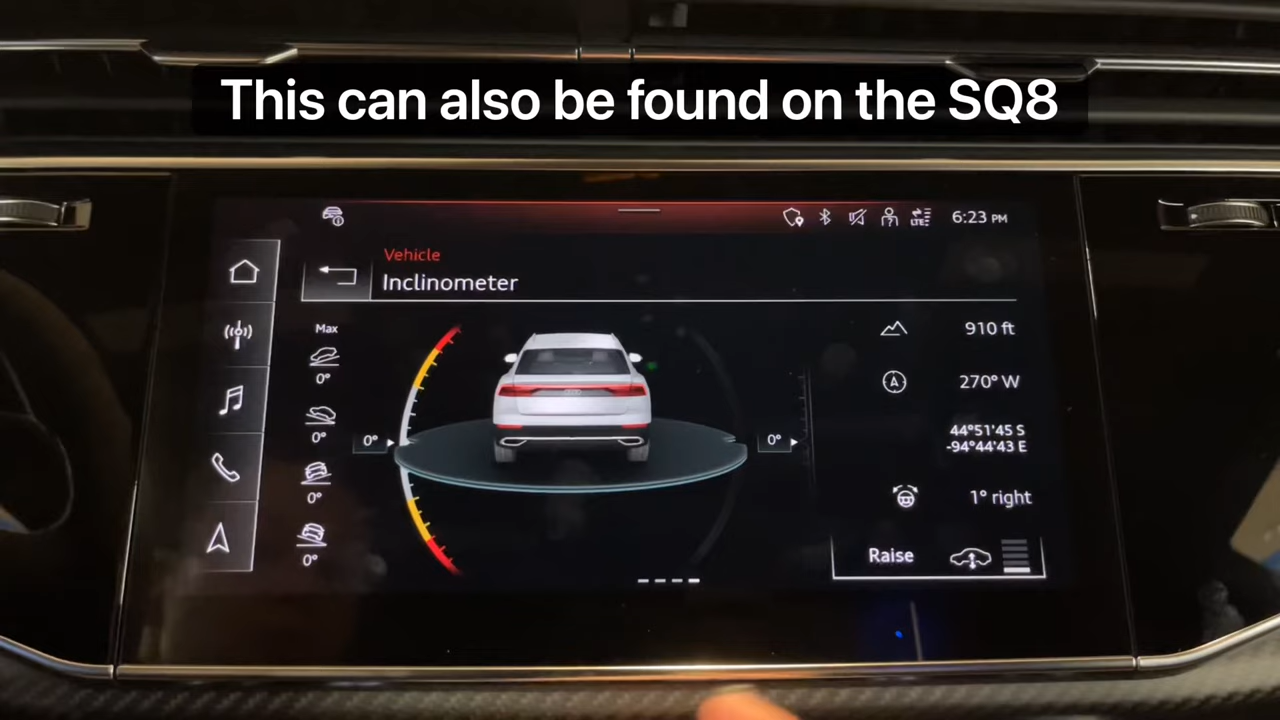 This can also be found on the SQ8
LTE
6:23 PM
Vehicle
Inclinometer
Max
0°
0°
0°
0°
0°
0°
910 ft
270° W
44°51'45 S
-94°44'43 E
1° right
Raise